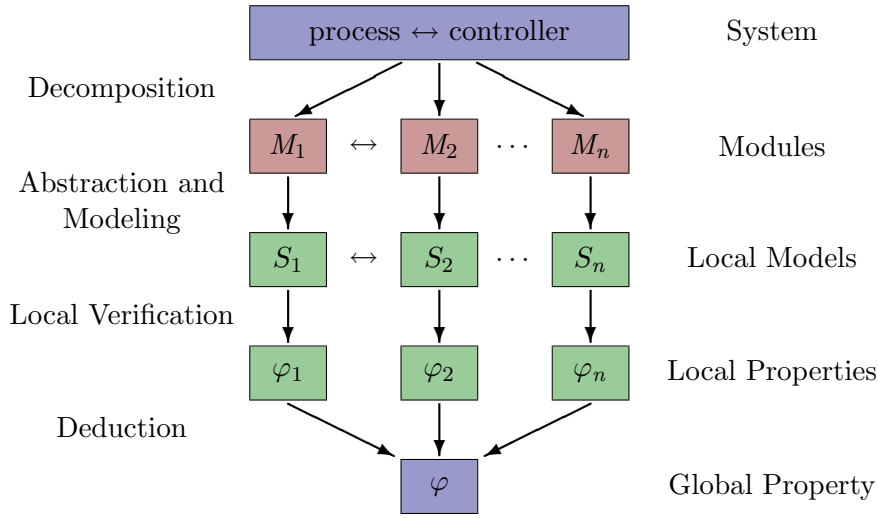 process ↔ controller System
Decomposition
M₁ ↔ M₂ ⋯ Mₙ Modules
Abstraction and
Modeling
S₁ ↔ S₂ ⋯ Sₙ Local Models
Local Verification
φ₁ φ₂ φₙ Local Properties
Deduction
φ Global Property